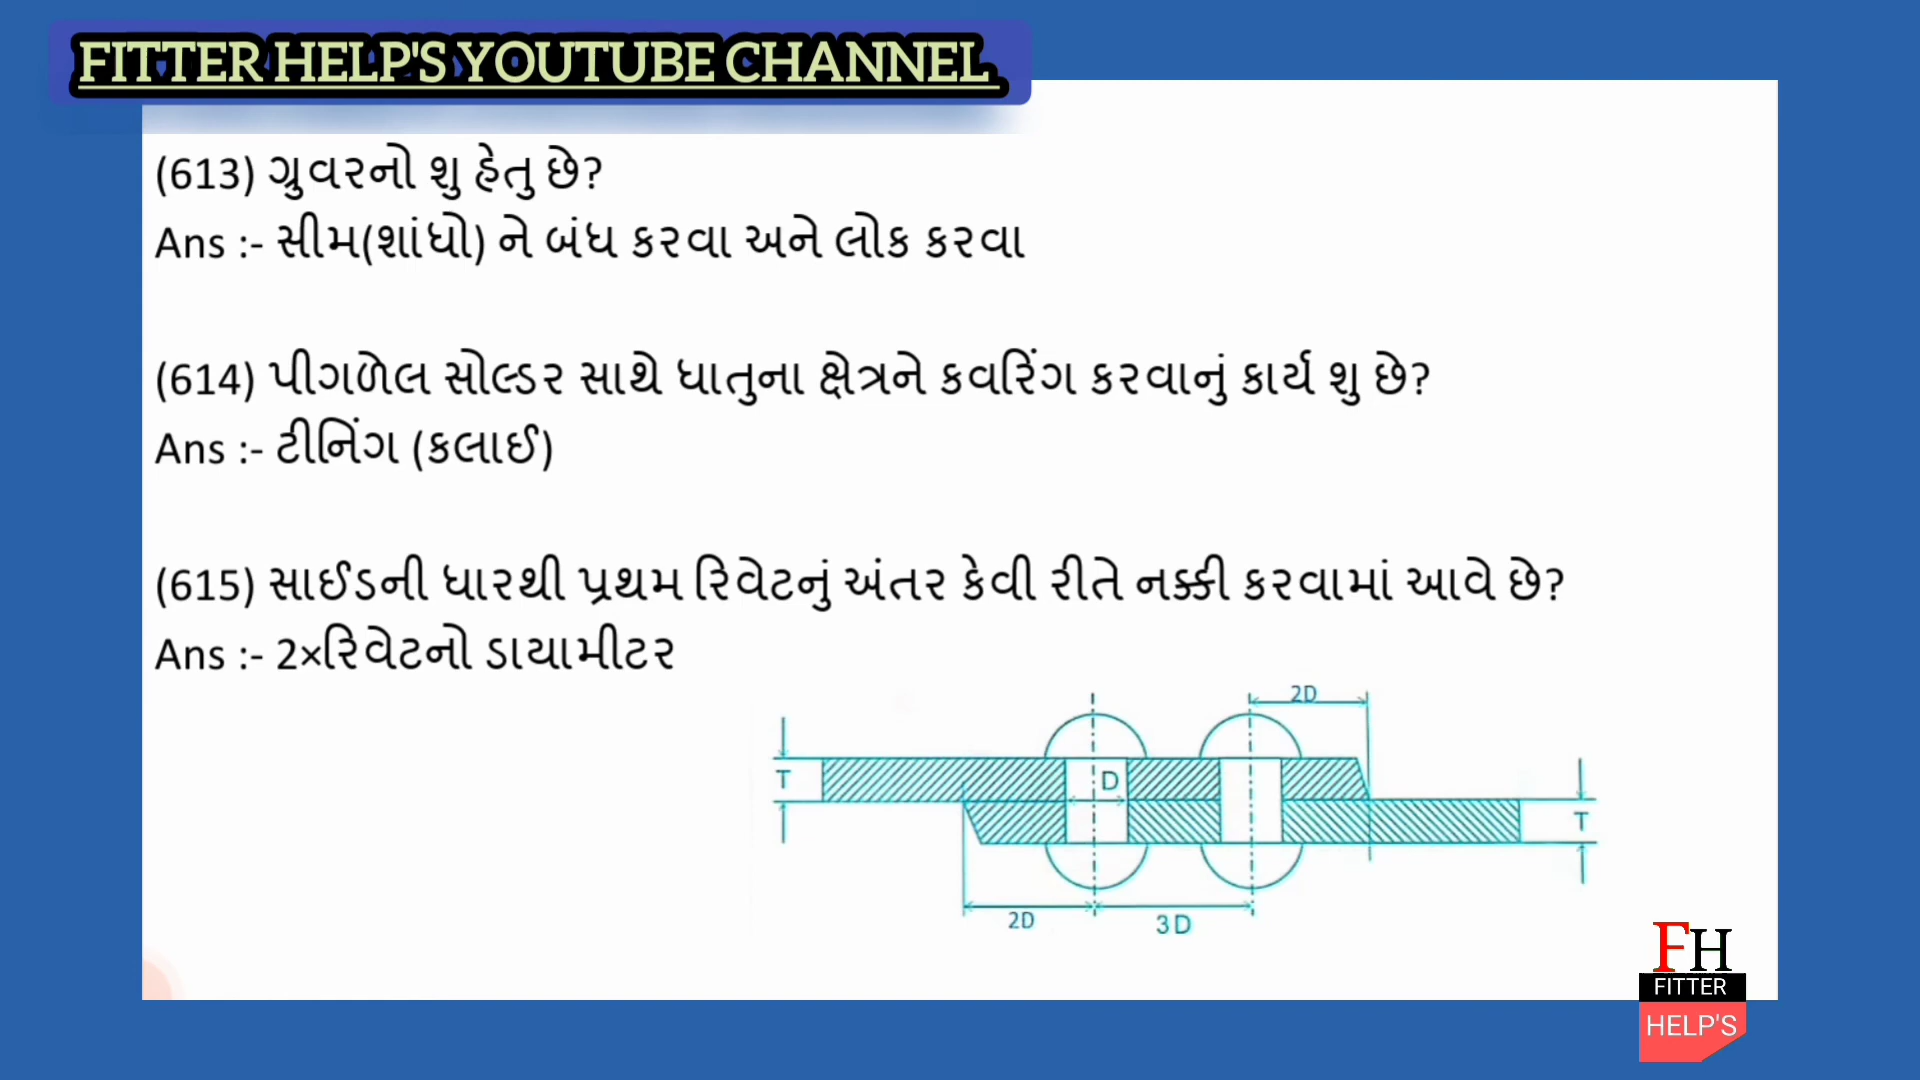 FITTER HELP'S YOUTUBE CHANNEL
(613) ગ્રુવરનો શુ હેતુ છે?
Ans :- સીમ(શાંધો) ને બંધ કરવા અને લોક કરવા
(614) પીગળેલ સોલ્ડર સાથે ધાતુના ક્ષેત્રને કવરિંગ કરવાનું કાર્ય શુ છે?
Ans :- ટીનિંગ (કલાઈ)
(615) સાઈડની ધારથી પ્રથમ રિવેટનું અંતર કેવી રીતે નક્કી કરવામાં આવે છે?
Ans :- 2×રિવેટનો ડાયામીટર
2D
T
D
T
2D
3D
FH
FITTER
HELP'S